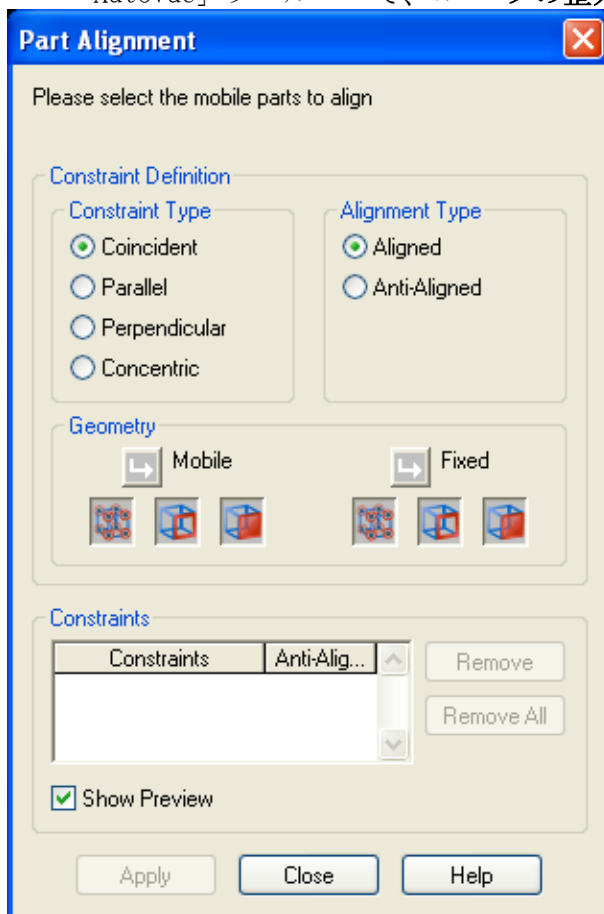 Part Alignment
Please select the mobile parts to align
Constraint Definition
Constraint Type
Alignment Type
Coincident
Aligned
Parallel
Anti-Aligned
Perpendicular
Concentric
Geometry
Mobile
Fixed
Constraints
Constraints
Anti-Alig...
Remove
Remove All
Show Preview
Apply
Close
Help